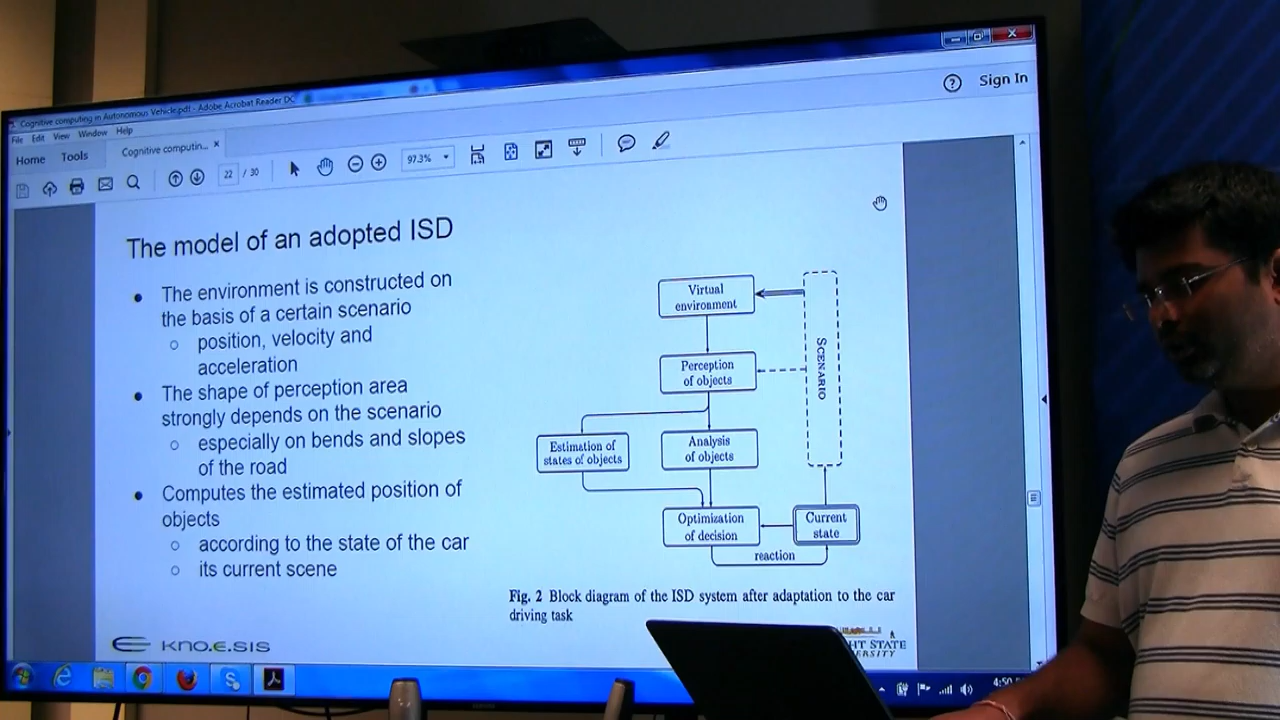 Cognitive computing in Autonomous Vehicle.pdf - Adobe Acrobat Reader DC
File Edit View Window Help
Home Tools Cognitive computin... ×
? Sign In
22 / 30 97.3%
The model of an adopted ISD
● The environment is constructed on
the basis of a certain scenario
○ position, velocity and
acceleration
● The shape of perception area
strongly depends on the scenario
○ especially on bends and slopes
of the road
● Computes the estimated position of
objects
○ according to the state of the car
○ its current scene
Virtual
environment
SCENARIO
Perception
of objects
Estimation of
states of objects
Analysis
of objects
Optimization
of decision
Current
state
reaction
Fig. 2 Block diagram of the ISD system after adaptation to the car
driving task
KNO.E.SIS
HT STATE
ERSITY
4:50